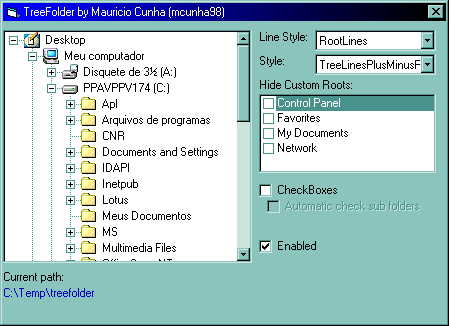 TreeFolder by Mauricio Cunha (mcunha98)
Desktop
Meu computador
Disquete de 3½ (A:)
PPAVPPV174 (C:)
Apl
Arquivos de programas
CNR
Documents and Settings
IDAPI
Inetpub
Lotus
Meus Documentos
MS
Multimedia Files
Line Style:
RootLines
Style:
TreeLinesPlusMinusF
Hide Custom Roots:
Control Panel
Favorites
My Documents
Network
CheckBoxes
Automatic check sub folders
Enabled
Current path:
C:\Temp\treefolder